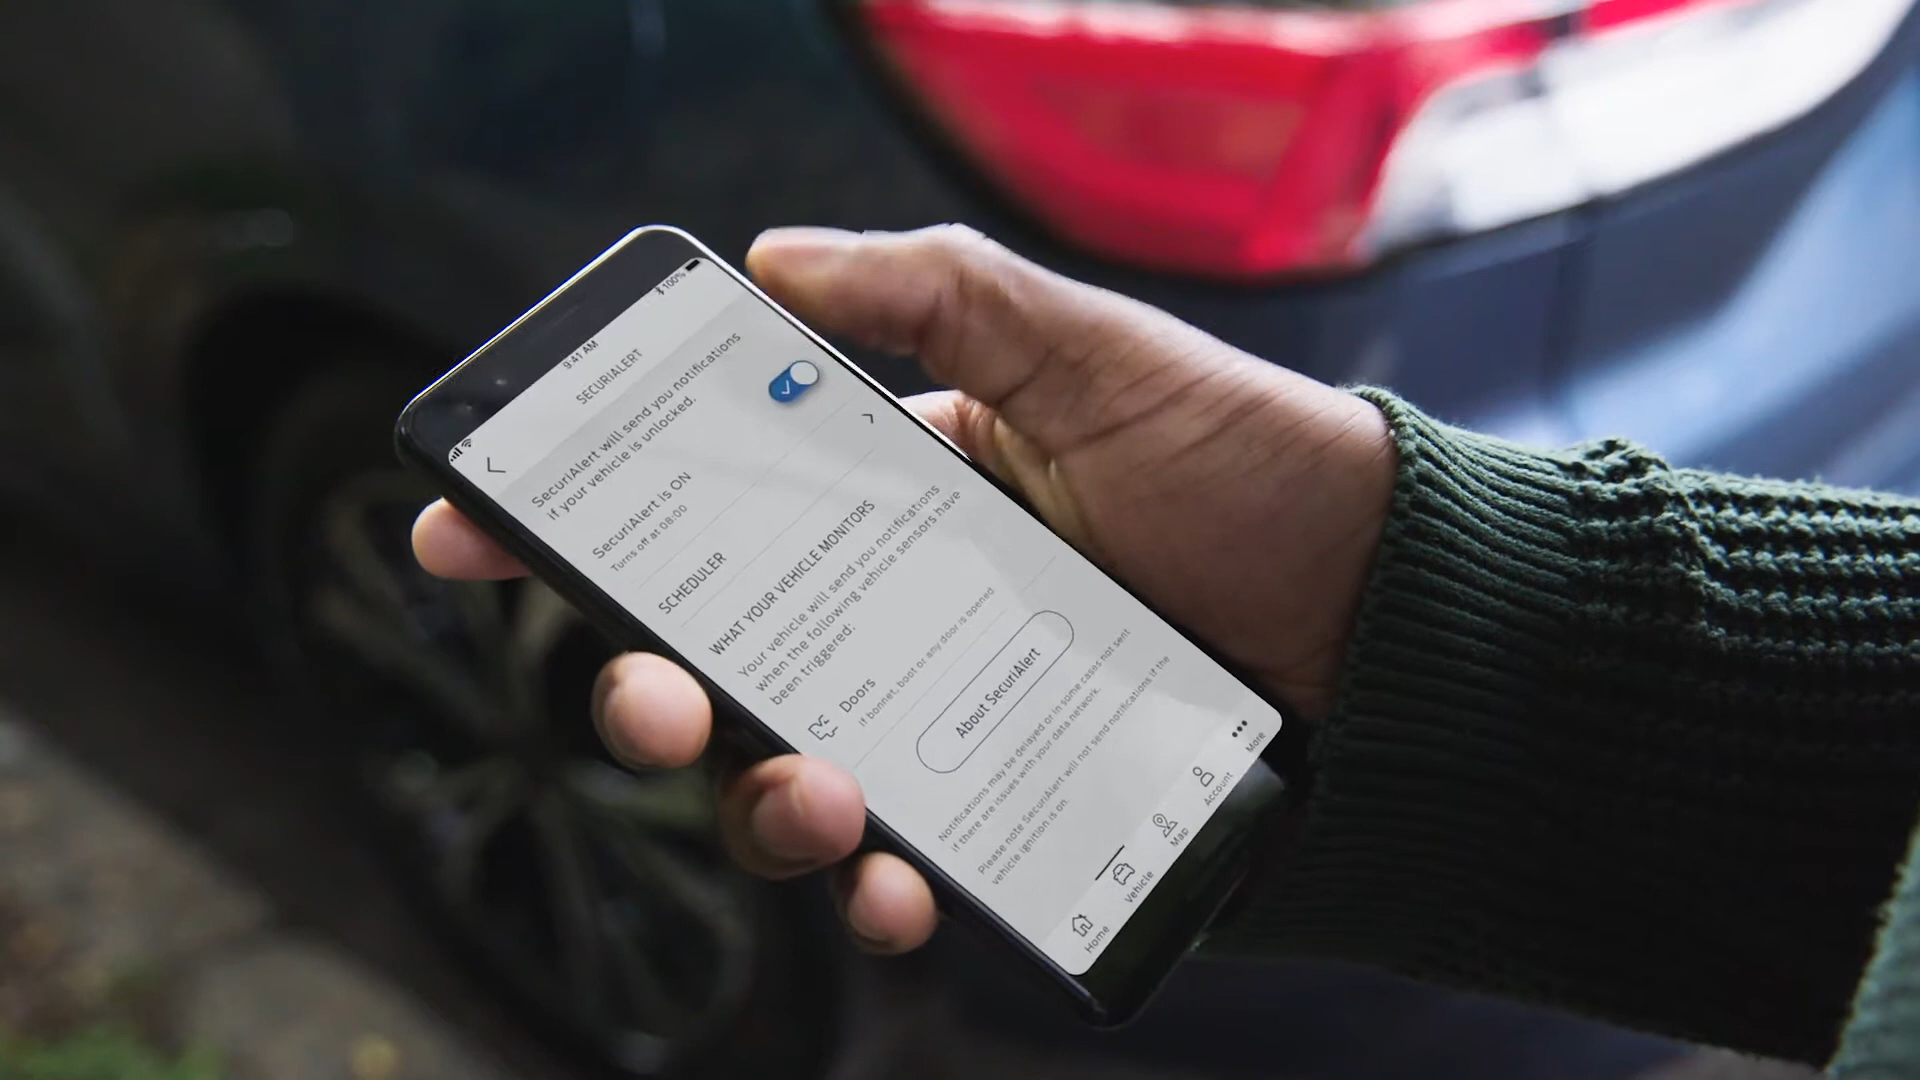 9:41 AM
100%
SECURIALERT
SecuriAlert will send you notifications
if your vehicle is unlocked.
SecuriAlert is ON
Turns off at 08:00
SCHEDULER
WHAT YOUR VEHICLE MONITORS
Your vehicle will send you notifications
when the following vehicle sensors have
been triggered:
Doors
If bonnet, boot or any door is opened
About SecuriAlert
Notifications may be delayed or in some cases not sent
if there are issues with your data network.
Please note SecuriAlert will not send notifications if the
vehicle ignition is on.
Home
Vehicle
Map
Account
More